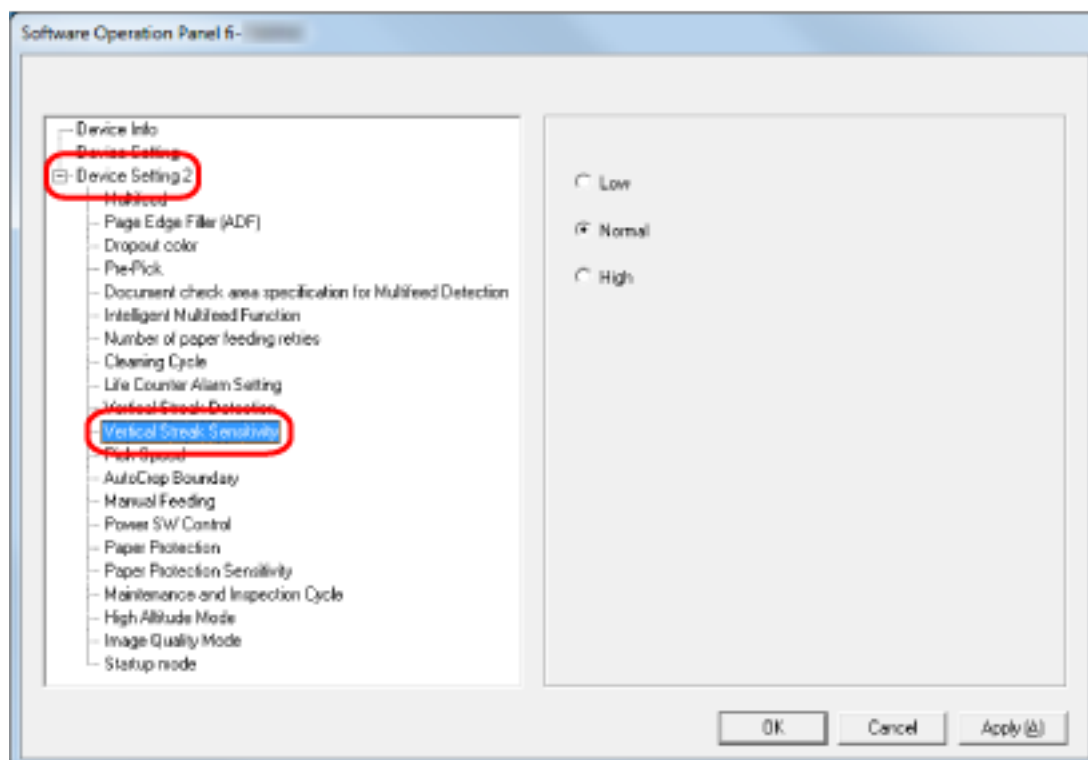 Software Operation Panel fi-
Device Info
Device Setting
Device Setting 2
Multifeed
Page Edge Filler (ADF)
Dropout color
Pre-Pick
Document check area specification for Multifeed Detection
Intelligent Multifeed Function
Number of paper feeding retries
Cleaning Cycle
Life Counter Alarm Setting
Vertical Streak Detection
Vertical Streak Sensitivity
Pick Speed
AutoCrop Boundary
Manual Feeding
Power SW Control
Paper Protection
Paper Protection Sensitivity
Maintenance and Inspection Cycle
High Altitude Mode
Image Quality Mode
Startup mode
Low
Normal
High
OK Cancel Apply (A)